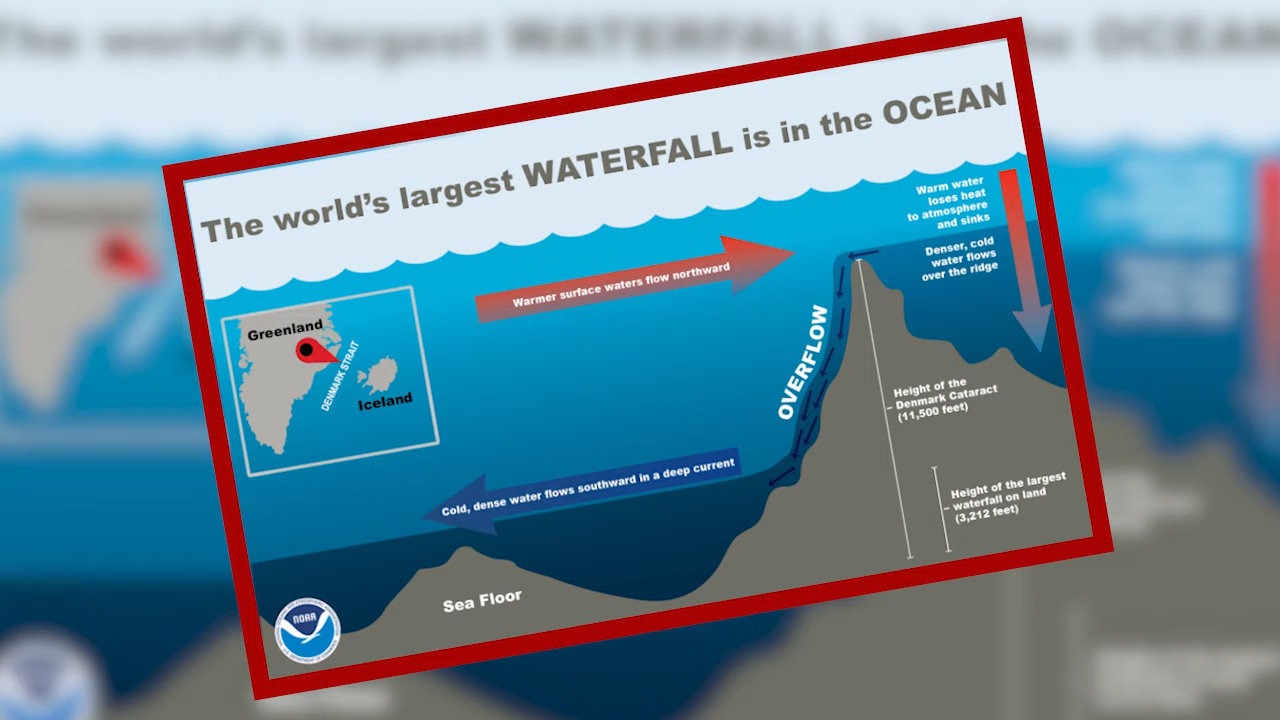 The world's largest WATERFALL is in the OCEAN
Warm water
loses heat
to atmosphere
and sinks
Denser, cold
water flows
over the ridge
Warmer surface waters flow northward
Greenland
DENMARK STRAIT
Iceland
OVERFLOW
Height of the
Denmark Cataract
(11,500 feet)
Cold, dense water flows southward in a deep current
Height of the largest
waterfall on land
(3,212 feet)
Sea Floor
NOAA